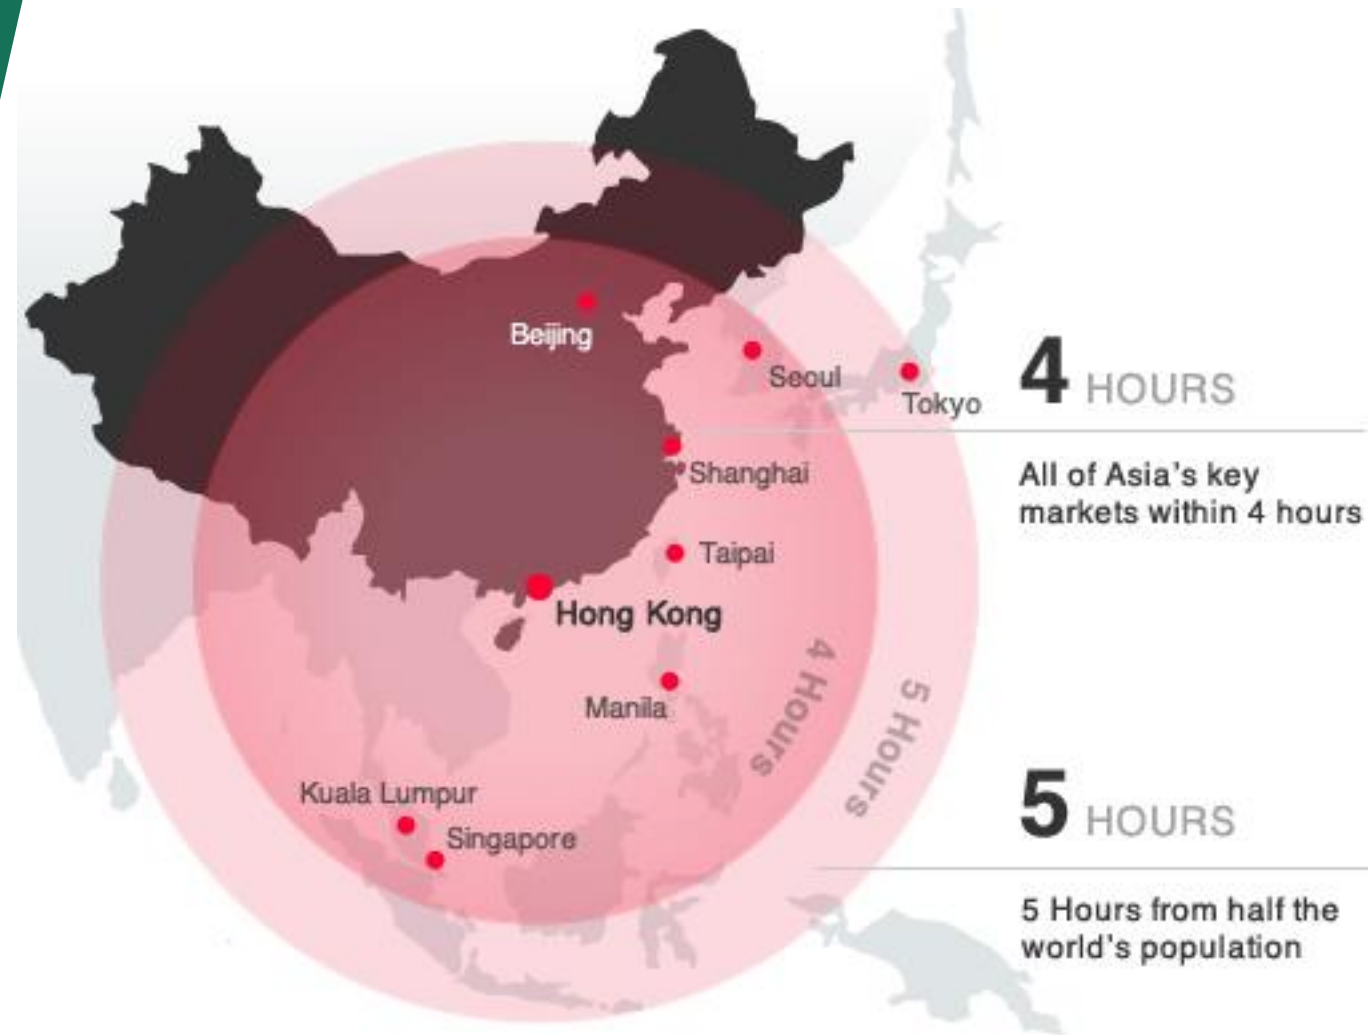 Beijing
Seoul
Tokyo
Shanghai
Taipai
Hong Kong
Manila
Kuala Lumpur
Singapore
4 Hours
5 Hours
4 HOURS
All of Asia's key
markets within 4 hours
5 HOURS
5 Hours from half the
world's population